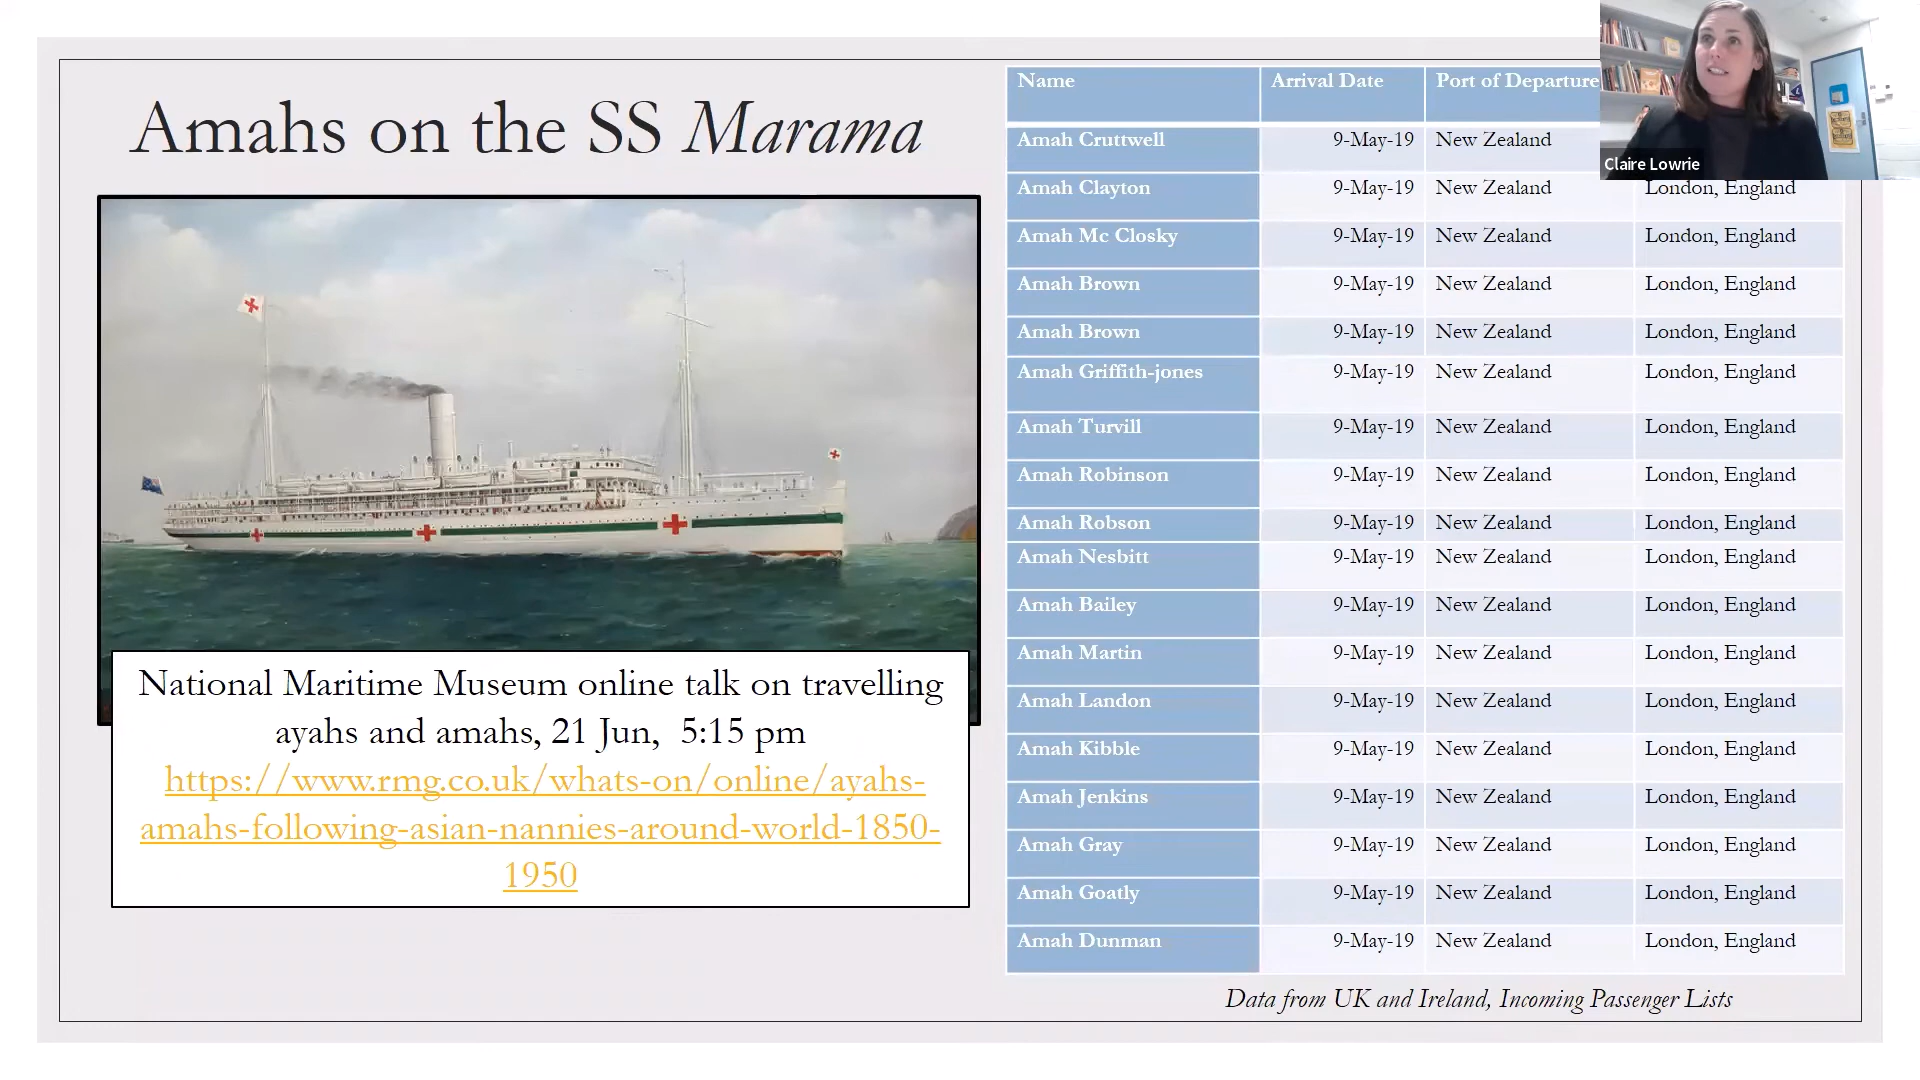 Amahs on the SS Marama
National Maritime Museum online talk on travelling
ayahs and amahs, 21 Jun,  5:15 pm
https://www.rmg.co.uk/whats-on/online/ayahs-
amahs-following-asian-nannies-around-world-1850-
1950
Name Arrival Date Port of Departure
Amah Cruttwell 9-May-19 New Zealand
Amah Clayton 9-May-19 New Zealand London, England
Amah Mc Closky 9-May-19 New Zealand London, England
Amah Brown 9-May-19 New Zealand London, England
Amah Brown 9-May-19 New Zealand London, England
Amah Griffith-jones 9-May-19 New Zealand London, England
Amah Turvill 9-May-19 New Zealand London, England
Amah Robinson 9-May-19 New Zealand London, England
Amah Robson 9-May-19 New Zealand London, England
Amah Nesbitt 9-May-19 New Zealand London, England
Amah Bailey 9-May-19 New Zealand London, England
Amah Martin 9-May-19 New Zealand London, England
Amah Landon 9-May-19 New Zealand London, England
Amah Kibble 9-May-19 New Zealand London, England
Amah Jenkins 9-May-19 New Zealand London, England
Amah Gray 9-May-19 New Zealand London, England
Amah Goatly 9-May-19 New Zealand London, England
Amah Dunman 9-May-19 New Zealand London, England
Data from UK and Ireland, Incoming Passenger Lists
Claire Lowrie